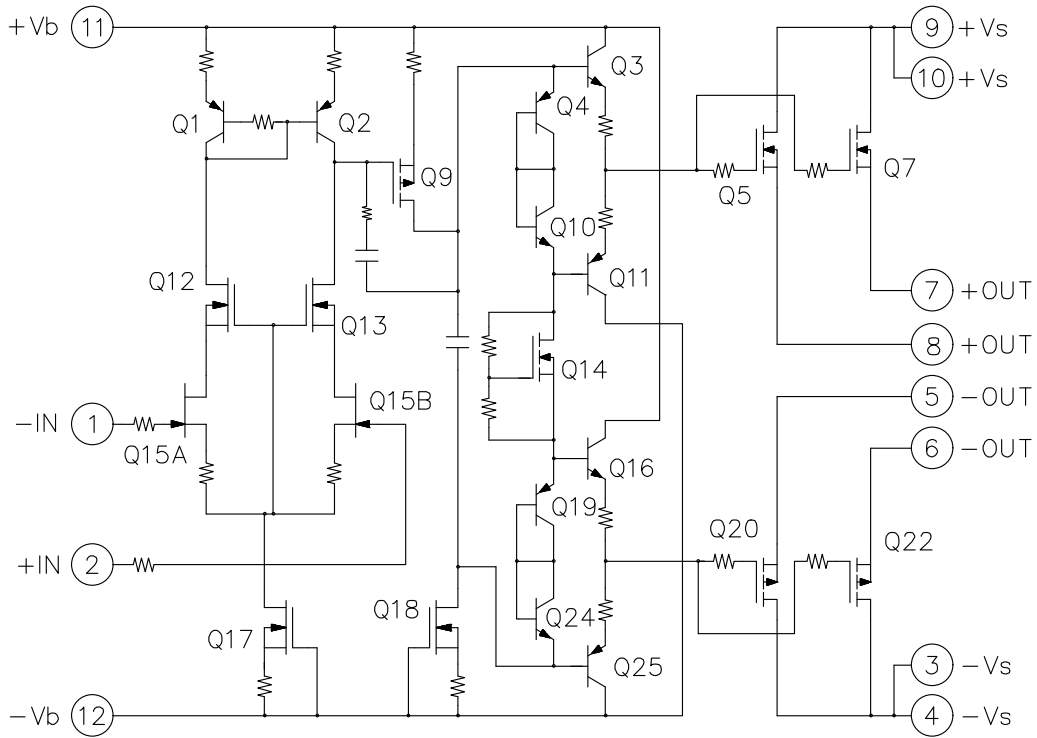 +Vb 11
9 +Vs
10 +Vs
Q1
Q2
Q3
Q4
Q9
Q5
Q7
Q10
Q11
Q12
Q13
7 +OUT
8 +OUT
Q14
5 -OUT
Q15B
-IN 1
Q15A
6 -OUT
Q16
Q19
Q20
Q22
+IN 2
Q18
Q17
Q24
Q25
3 -Vs
-Vb 12
4 -Vs